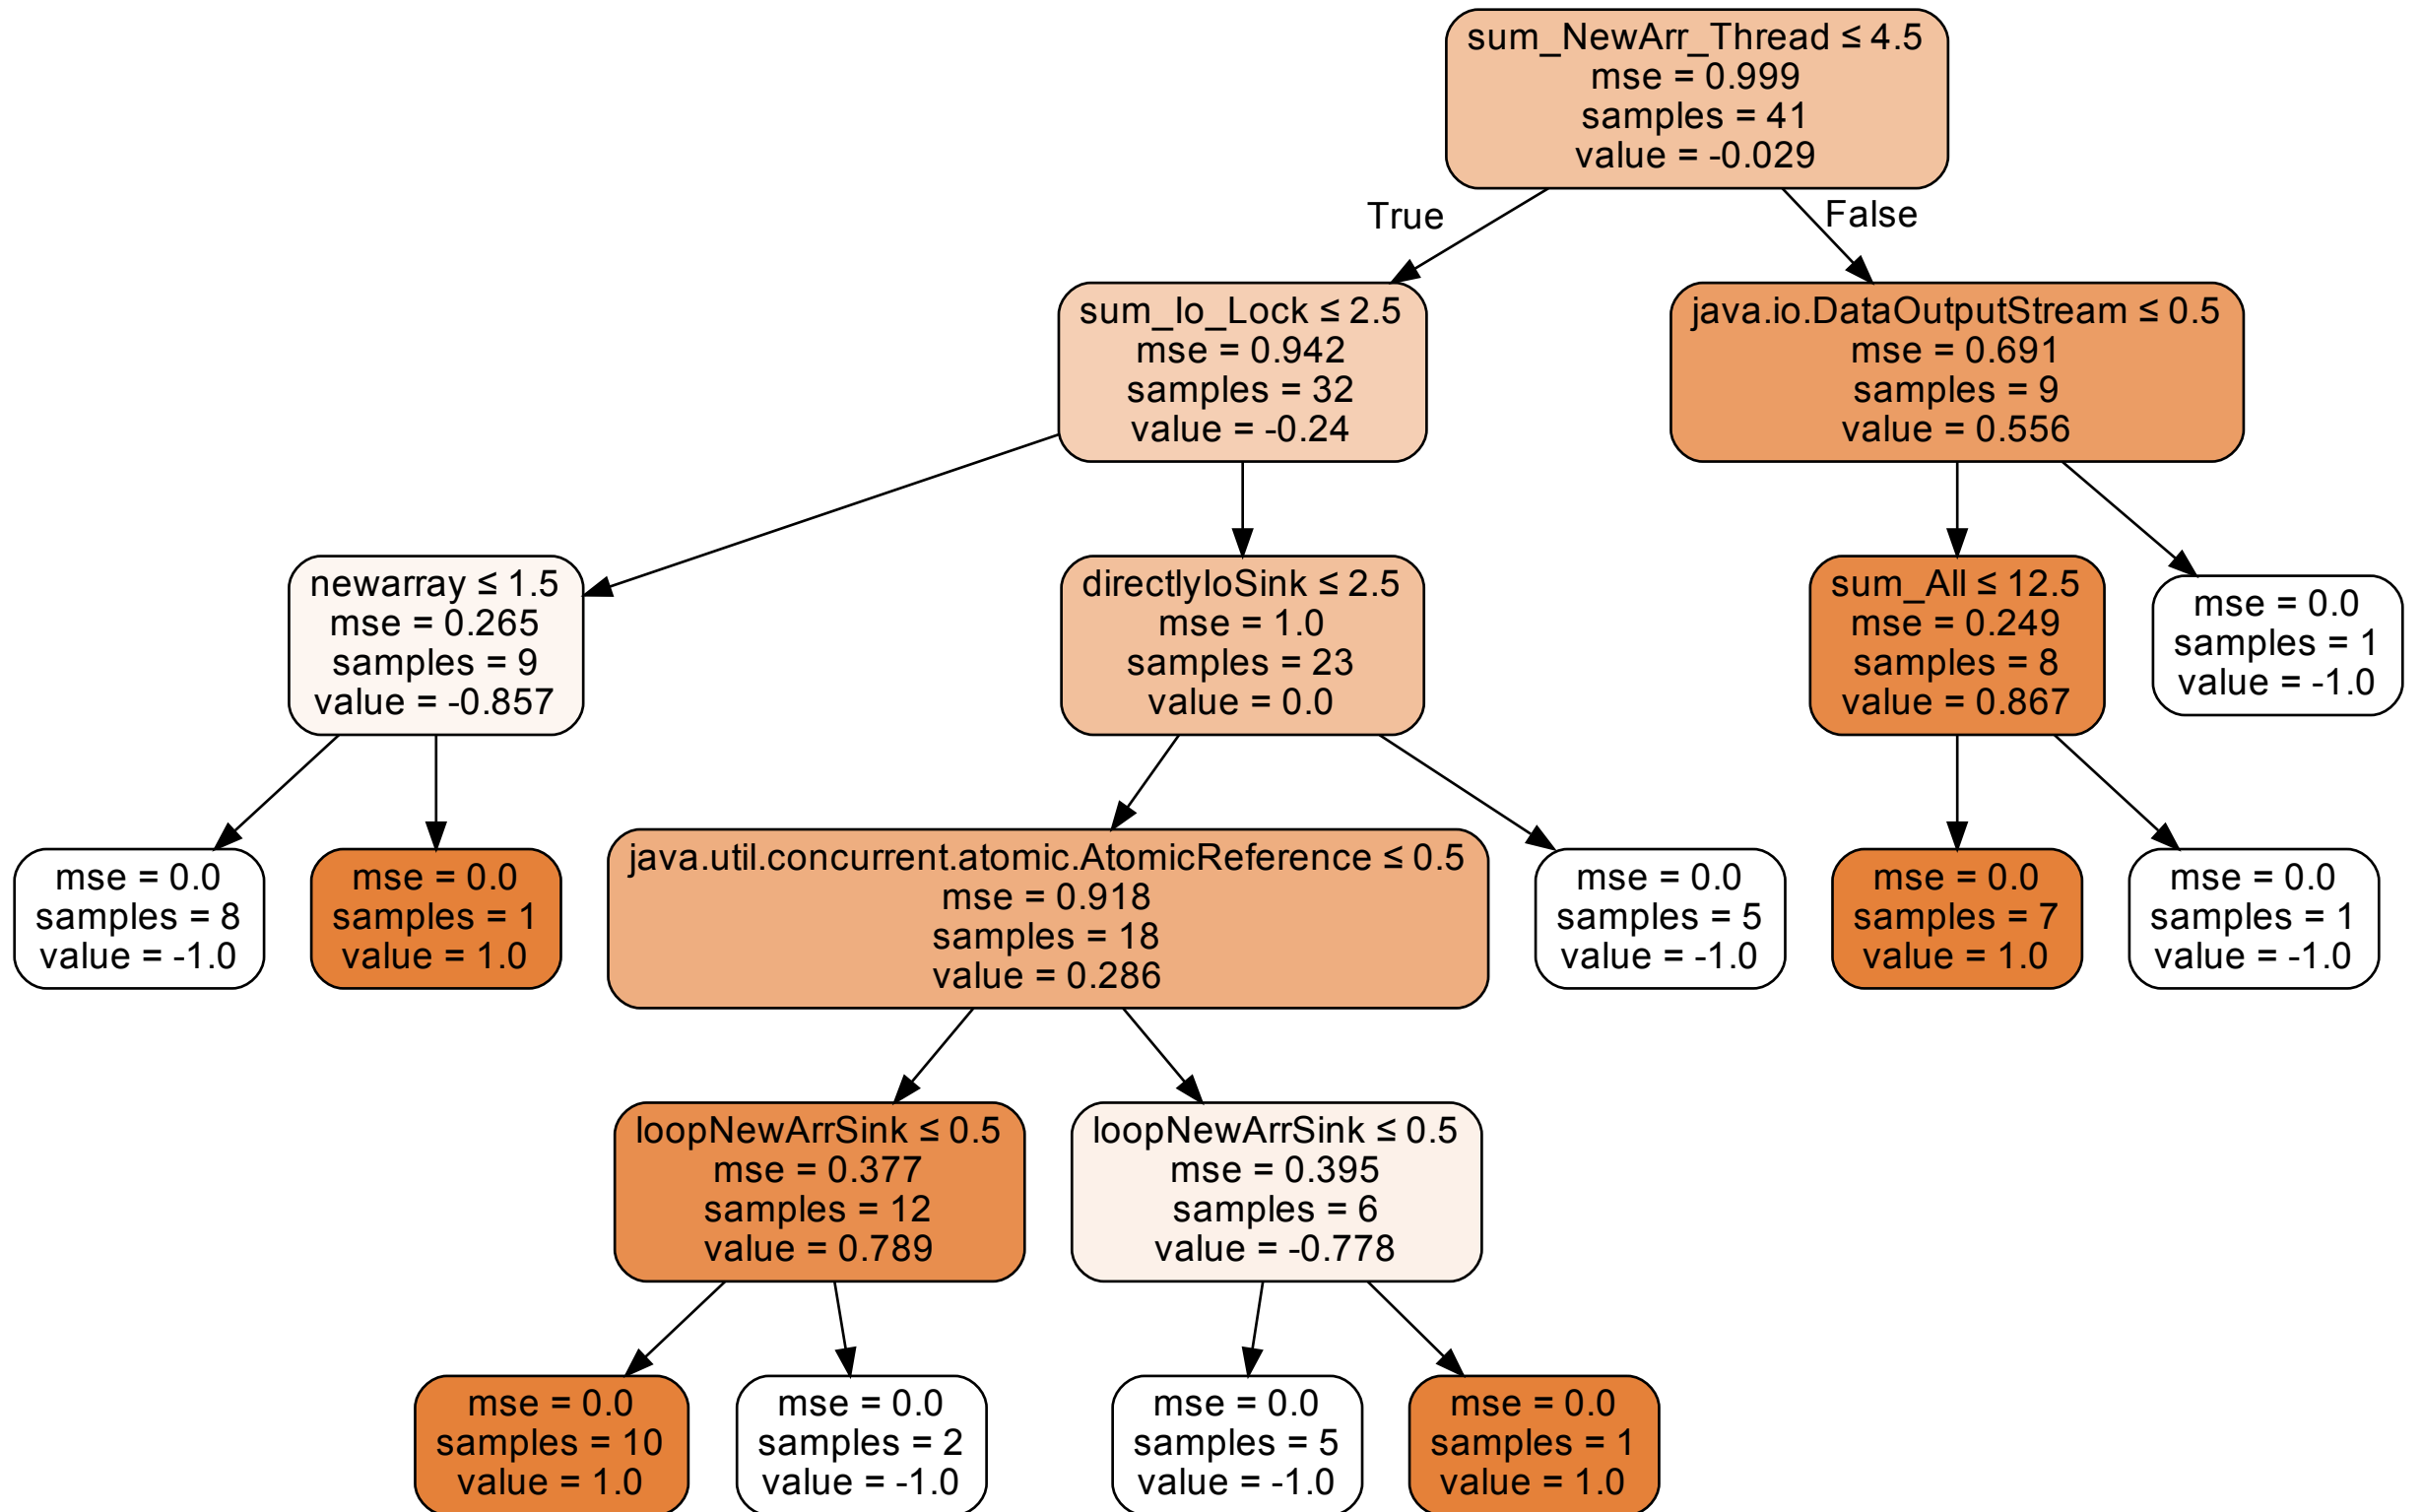 sum_NewArr_Thread ≤ 4.5
mse = 0.999
samples = 41
value = -0.029
True
False
sum_Io_Lock ≤ 2.5
mse = 0.942
samples = 32
value = -0.24
java.io.DataOutputStream ≤ 0.5
mse = 0.691
samples = 9
value = 0.556
newarray ≤ 1.5
mse = 0.265
samples = 9
value = -0.857
directlyIoSink ≤ 2.5
mse = 1.0
samples = 23
value = 0.0
sum_All ≤ 12.5
mse = 0.249
samples = 8
value = 0.867
mse = 0.0
samples = 1
value = -1.0
mse = 0.0
samples = 8
value = -1.0
mse = 0.0
samples = 1
value = 1.0
java.util.concurrent.atomic.AtomicReference ≤ 0.5
mse = 0.918
samples = 18
value = 0.286
mse = 0.0
samples = 5
value = -1.0
mse = 0.0
samples = 7
value = 1.0
mse = 0.0
samples = 1
value = -1.0
loopNewArrSink ≤ 0.5
mse = 0.377
samples = 12
value = 0.789
loopNewArrSink ≤ 0.5
mse = 0.395
samples = 6
value = -0.778
mse = 0.0
samples = 10
value = 1.0
mse = 0.0
samples = 2
value = -1.0
mse = 0.0
samples = 5
value = -1.0
mse = 0.0
samples = 1
value = 1.0